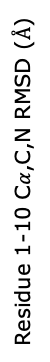 Residue 1-10 C𝛼,C,N RMSD (Å)